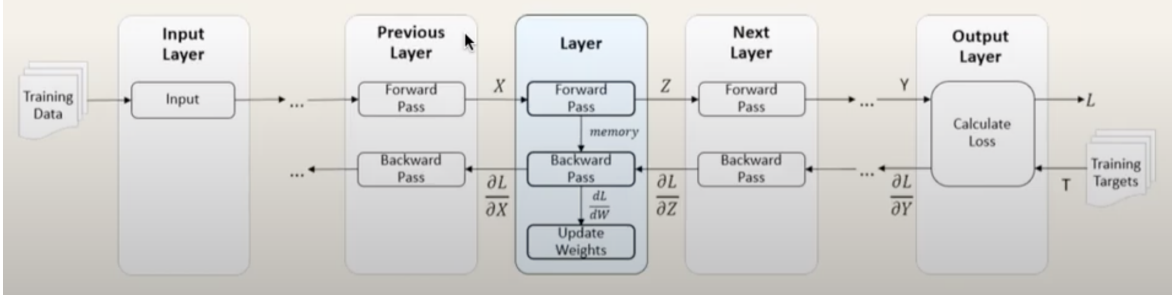 Training
Data
Input
Layer
Input
...
...
Previous
Layer
Forward
Pass
Backward
Pass
X
∂L
∂X
Layer
Forward
Pass
memory
Backward
Pass
dL
dW
Update
Weights
Z
∂L
∂Z
Next
Layer
Forward
Pass
Backward
Pass
...
...
Y
∂L
∂Y
Output
Layer
Calculate
Loss
L
T
Training
Targets